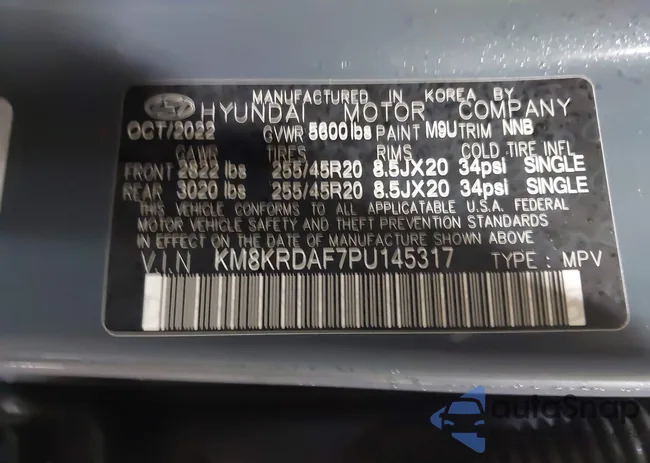 MANUFACTURED IN KOREA BY
HYUNDAI MOTOR COMPANY
OCT/2022 GVWR 5600 lbs PAINT M9U TRIM NNB
GAWR TIRES RIMS COLD TIRE INFL
FRONT 2822 lbs 255/45R20 8.5JX20 34psi SINGLE
REAR 3020 lbs 255/45R20 8.5JX20 34psi SINGLE
THIS VEHICLE CONFORMS TO ALL APPLICABLE U.S.A. FEDERAL
MOTOR VEHICLE SAFETY AND THEFT PREVENTION STANDARDS
IN EFFECT ON THE DATE OF MANUFACTURE SHOWN ABOVE.
V.I.N KM8KRDAF7PU145317 TYPE : MPV
autoSnap